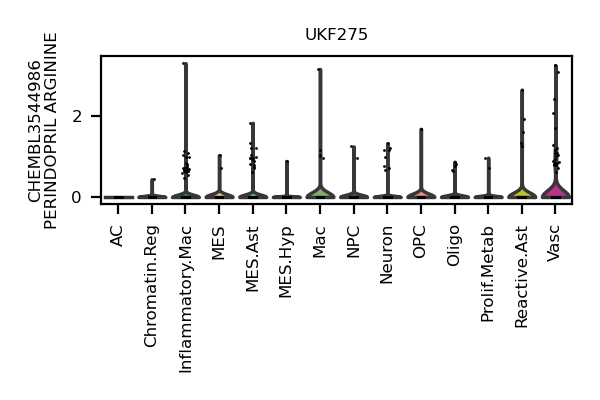 UKF275
CHEMBL3544986
PERINDOPRIL ARGININE
2
0
AC
Chromatin.Reg
Inflammatory.Mac
MES
MES.Ast
MES.Hyp
Mac
NPC
Neuron
OPC
Oligo
Prolif.Metab
Reactive.Ast
Vasc